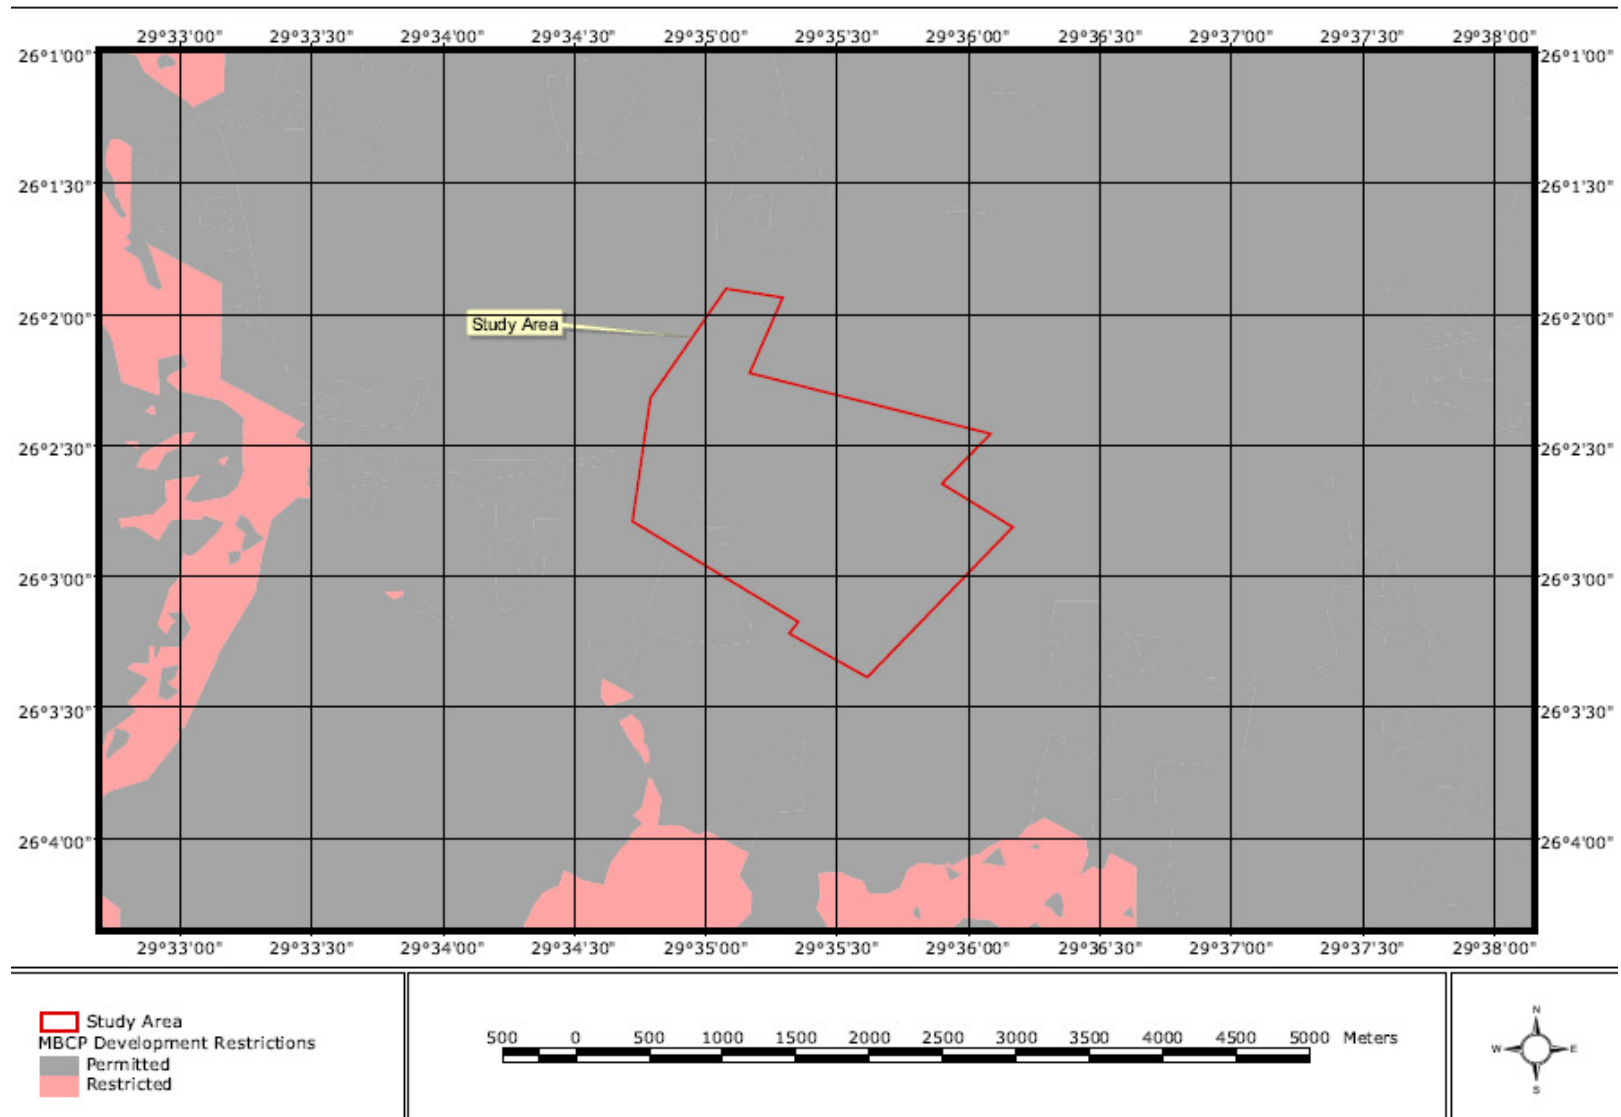 29°33'00" 29°33'30" 29°34'00" 29°34'30" 29°35'00" 29°35'30" 29°36'00" 29°36'30" 29°37'00" 29°37'30" 29°38'00"
26°1'00" 26°1'00"
26°1'30" 26°1'30"
26°2'00" 26°2'00"
Study Area
26°2'30" 26°2'30"
26°3'00" 26°3'00"
26°3'30" 26°3'30"
26°4'00" 26°4'00"
29°33'00" 29°33'30" 29°34'00" 29°34'30" 29°35'00" 29°35'30" 29°36'00" 29°36'30" 29°37'00" 29°37'30" 29°38'00"
Study Area
MBCP Development Restrictions
Permitted
Restricted
500 0 500 1000 1500 2000 2500 3000 3500 4000 4500 5000 Meters
N
W E
S